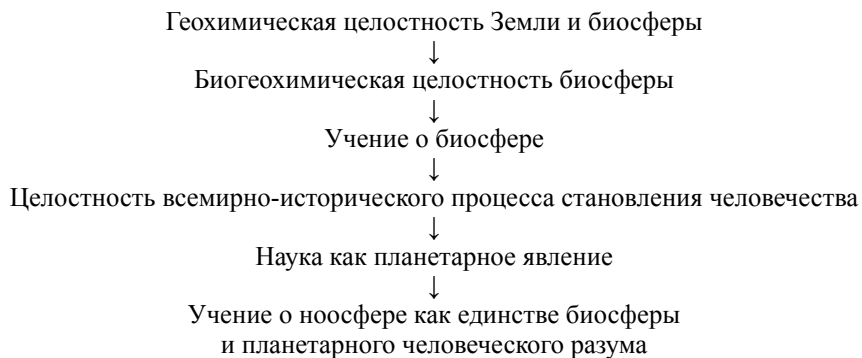 Геохимическая целостность Земли и биосферы
↓
Биогеохимическая целостность биосферы
↓
Учение о биосфере
↓
Целостность всемирно-исторического процесса становления человечества
↓
Наука как планетарное явление
↓
Учение о ноосфере как единстве биосферы
и планетарного человеческого разума